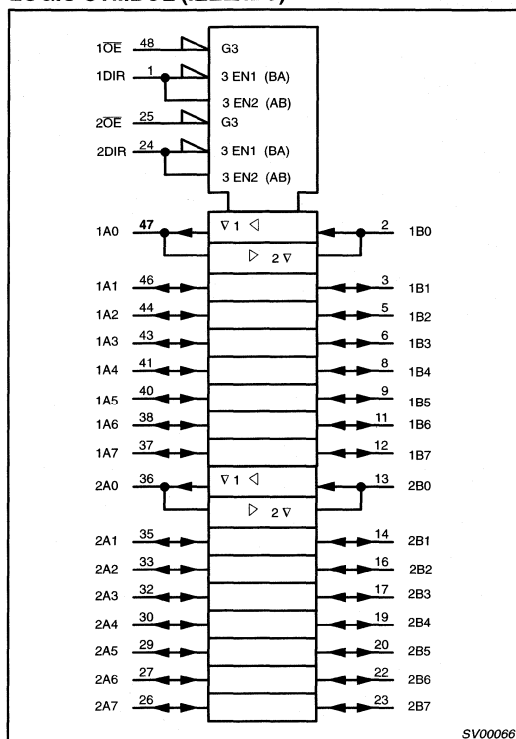 1OE 48 G3
1DIR 1 3 EN1 (BA)
3 EN2 (AB)
2OE 25 G3
2DIR 24 3 EN1 (BA)
3 EN2 (AB)
1A0 47 ∇ 1 ◁ 2 1B0
▷ 2 ∇
1A1 46 3 1B1
1A2 44 5 1B2
1A3 43 6 1B3
1A4 41 8 1B4
1A5 40 9 1B5
1A6 38 11 1B6
1A7 37 12 1B7
2A0 36 ∇ 1 ◁ 13 2B0
▷ 2 ∇
2A1 35 14 2B1
2A2 33 16 2B2
2A3 32 17 2B3
2A4 30 19 2B4
2A5 29 20 2B5
2A6 27 22 2B6
2A7 26 23 2B7
SV00066